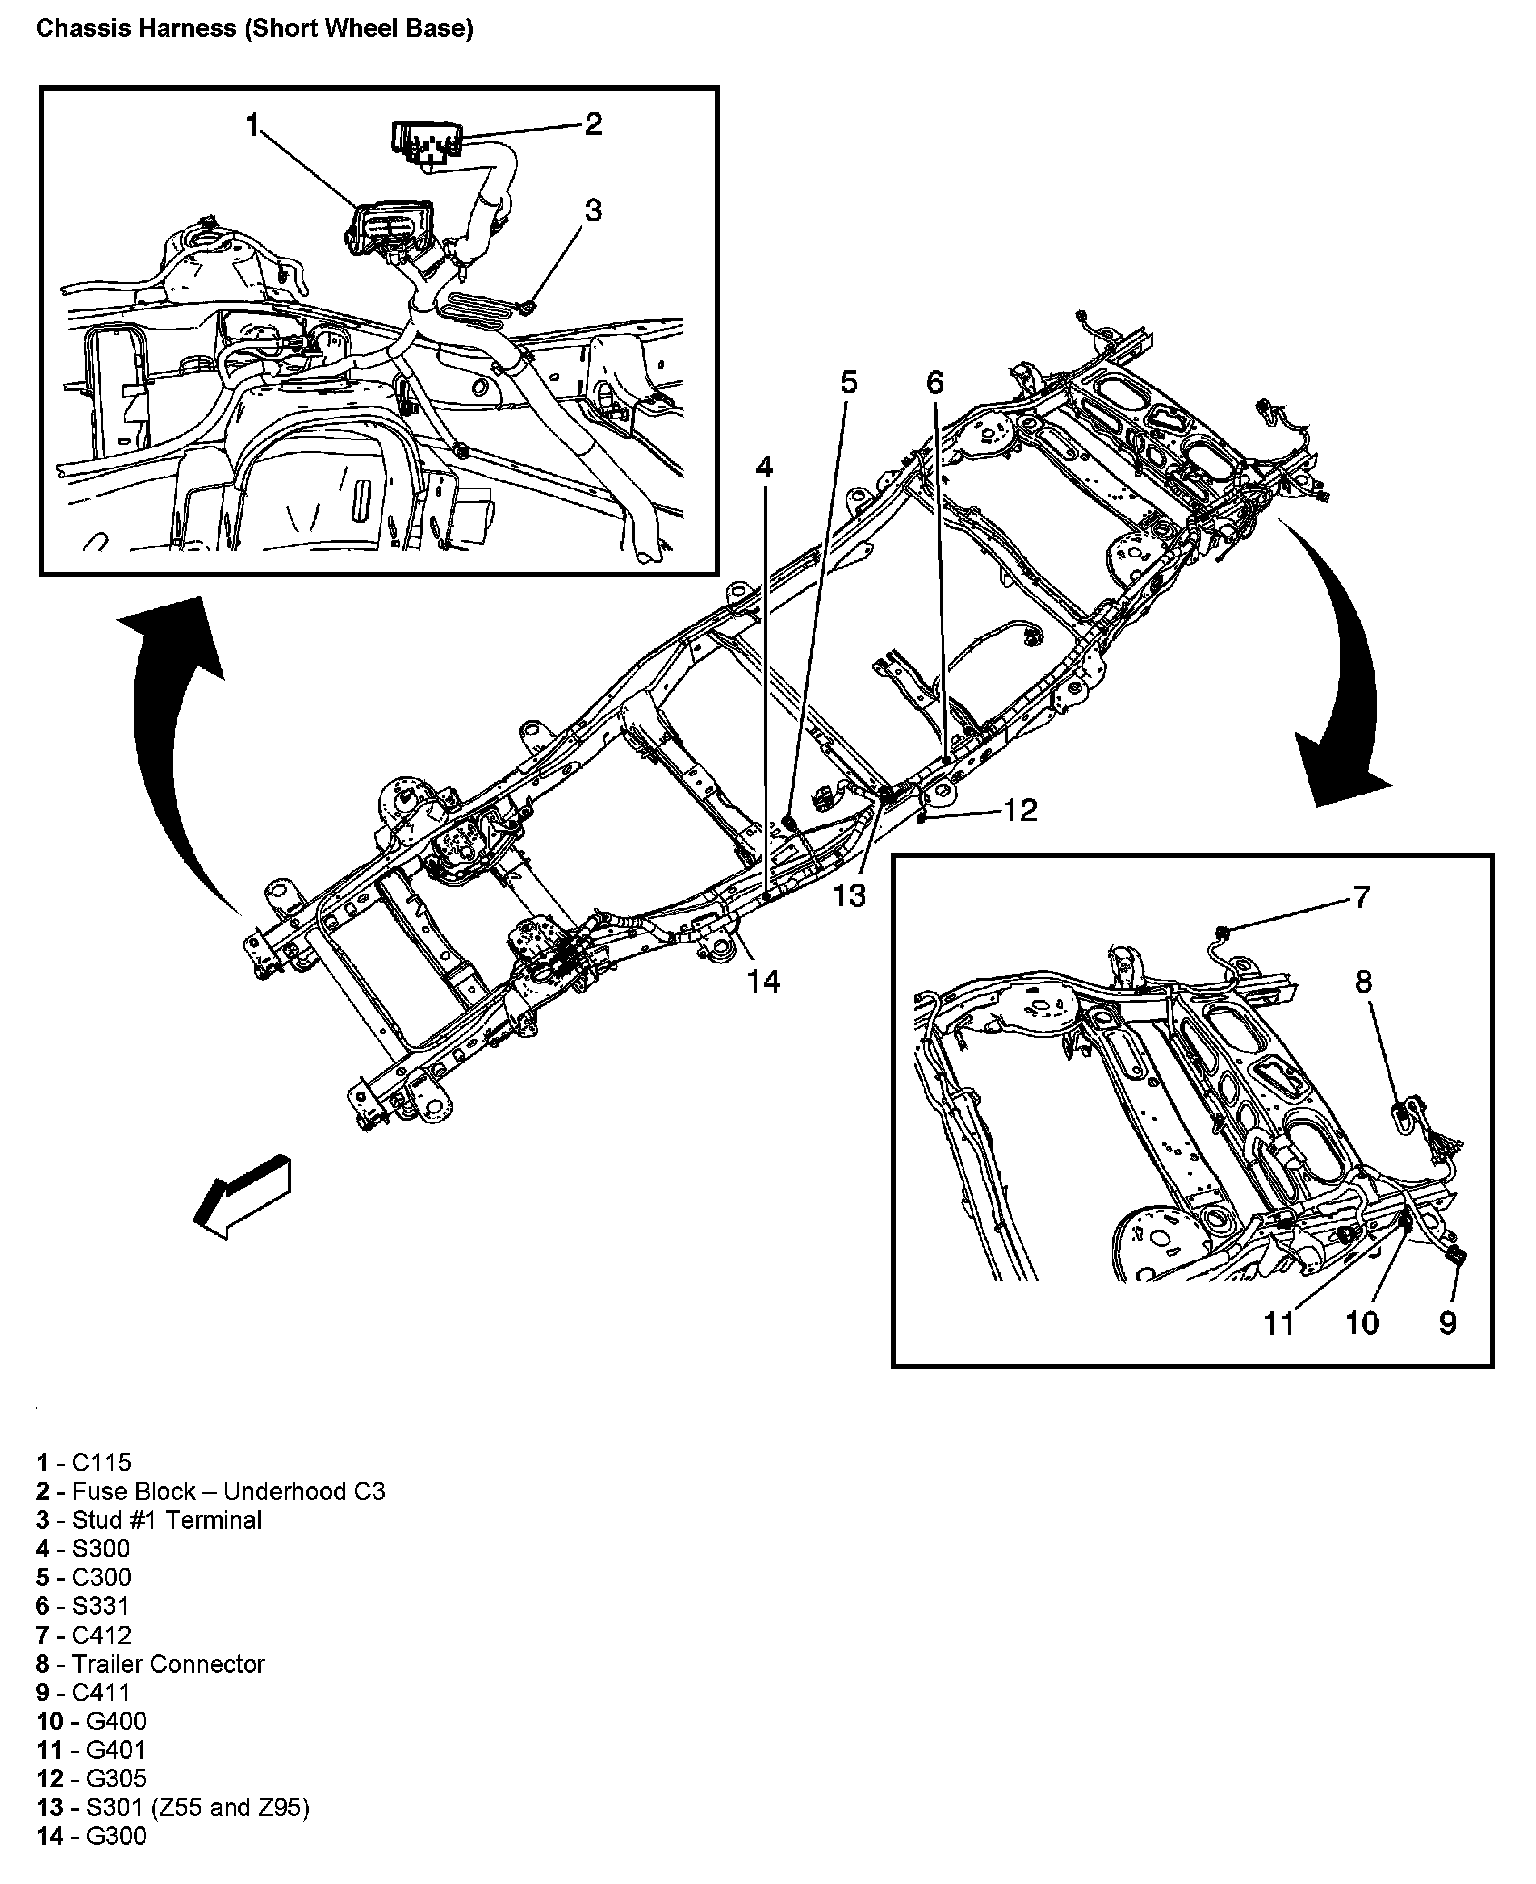 Chassis Harness (Short Wheel Base)
1
2
3
4
5
6
7
8
9
10
11
12
13
14
1 - C115
2 - Fuse Block – Underhood C3
3 - Stud #1 Terminal
4 - S300
5 - C300
6 - S331
7 - C412
8 - Trailer Connector
9 - C411
10 - G400
11 - G401
12 - G305
13 - S301 (Z55 and Z95)
14 - G300